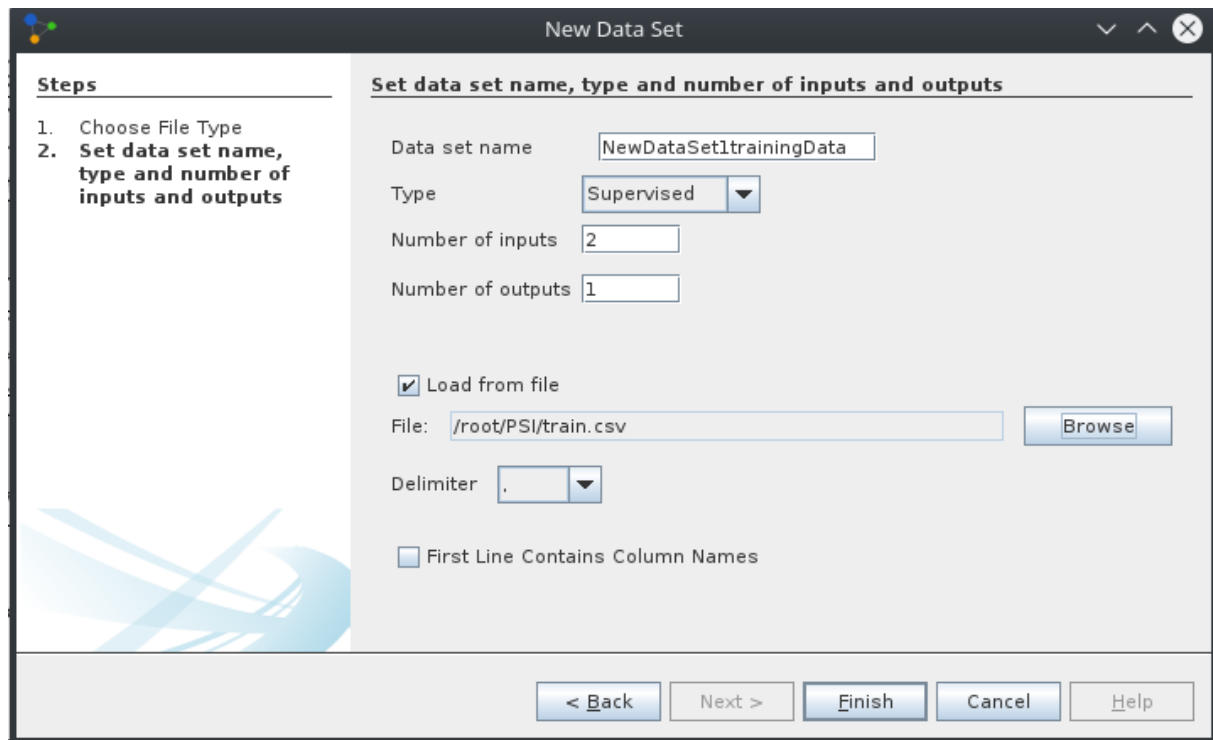 New Data Set
Steps
1. Choose File Type
2. Set data set name,
type and number of
inputs and outputs
Set data set name, type and number of inputs and outputs
Data set name NewDataSet1trainingData
Type Supervised
Number of inputs 2
Number of outputs 1
Load from file
File: /root/PSI/train.csv Browse
Delimiter ,
First Line Contains Column Names
< Back Next > Finish Cancel Help